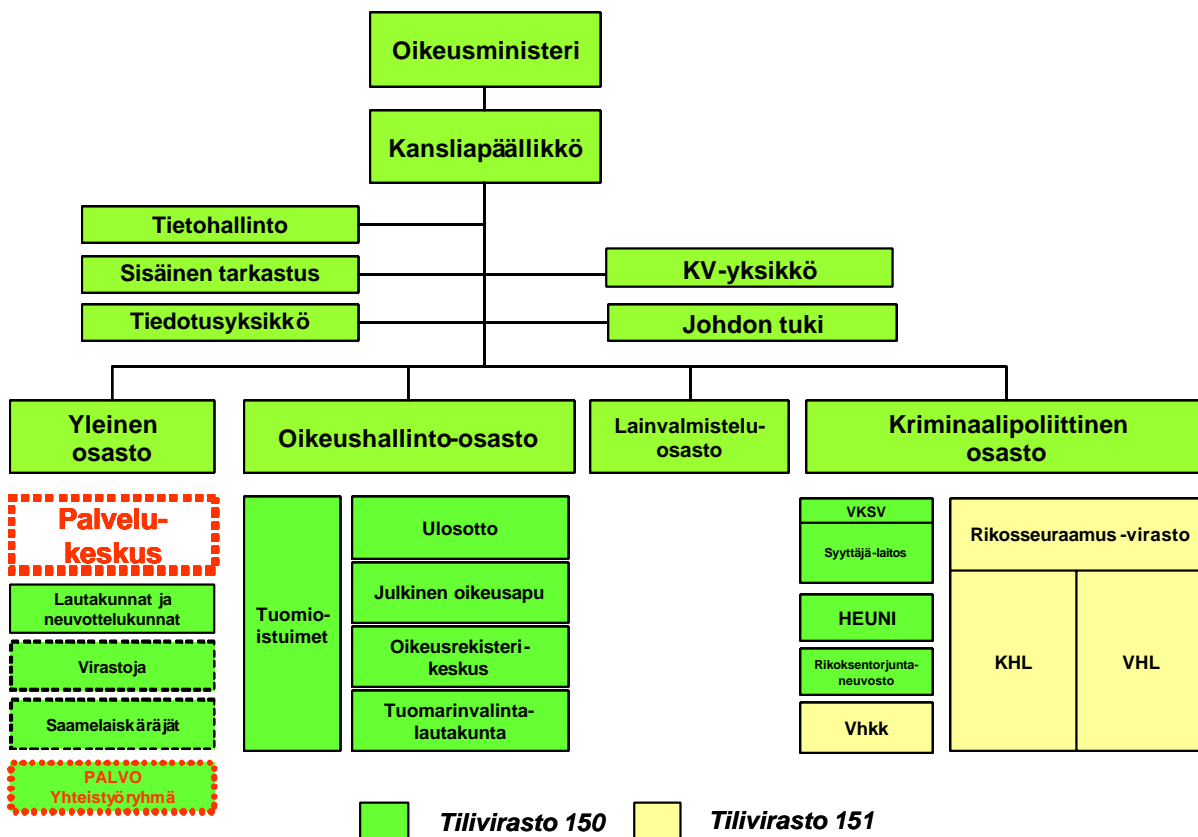 Oikeusministeri
Kansliapäällikkö
Tietohallinto
Sisäinen tarkastus
KV-yksikkö
Tiedotusyksikkö
Johdon tuki
Yleinen
osasto
Oikeushallinto-osasto
Lainvalmistelu-
osasto
Kriminaalipoliittinen
osasto
Palvelu-
keskus
Lautakunnat ja
neuvottelukunnat
Virastoja
Saamelaiskäräjät
PALVO
Yhteistyöryhmä
Tuomio-
istuimet
Ulosotto
Julkinen oikeusapu
Oikeusrekisteri-
keskus
Tuomarinvalinta-
lautakunta
VKSV
Syyttäjä-laitos
HEUNI
Rikoksentorjunta-
neuvosto
Vhkk
Rikosseuraamus -virasto
KHL
VHL
Tilivirasto 150
Tilivirasto 151